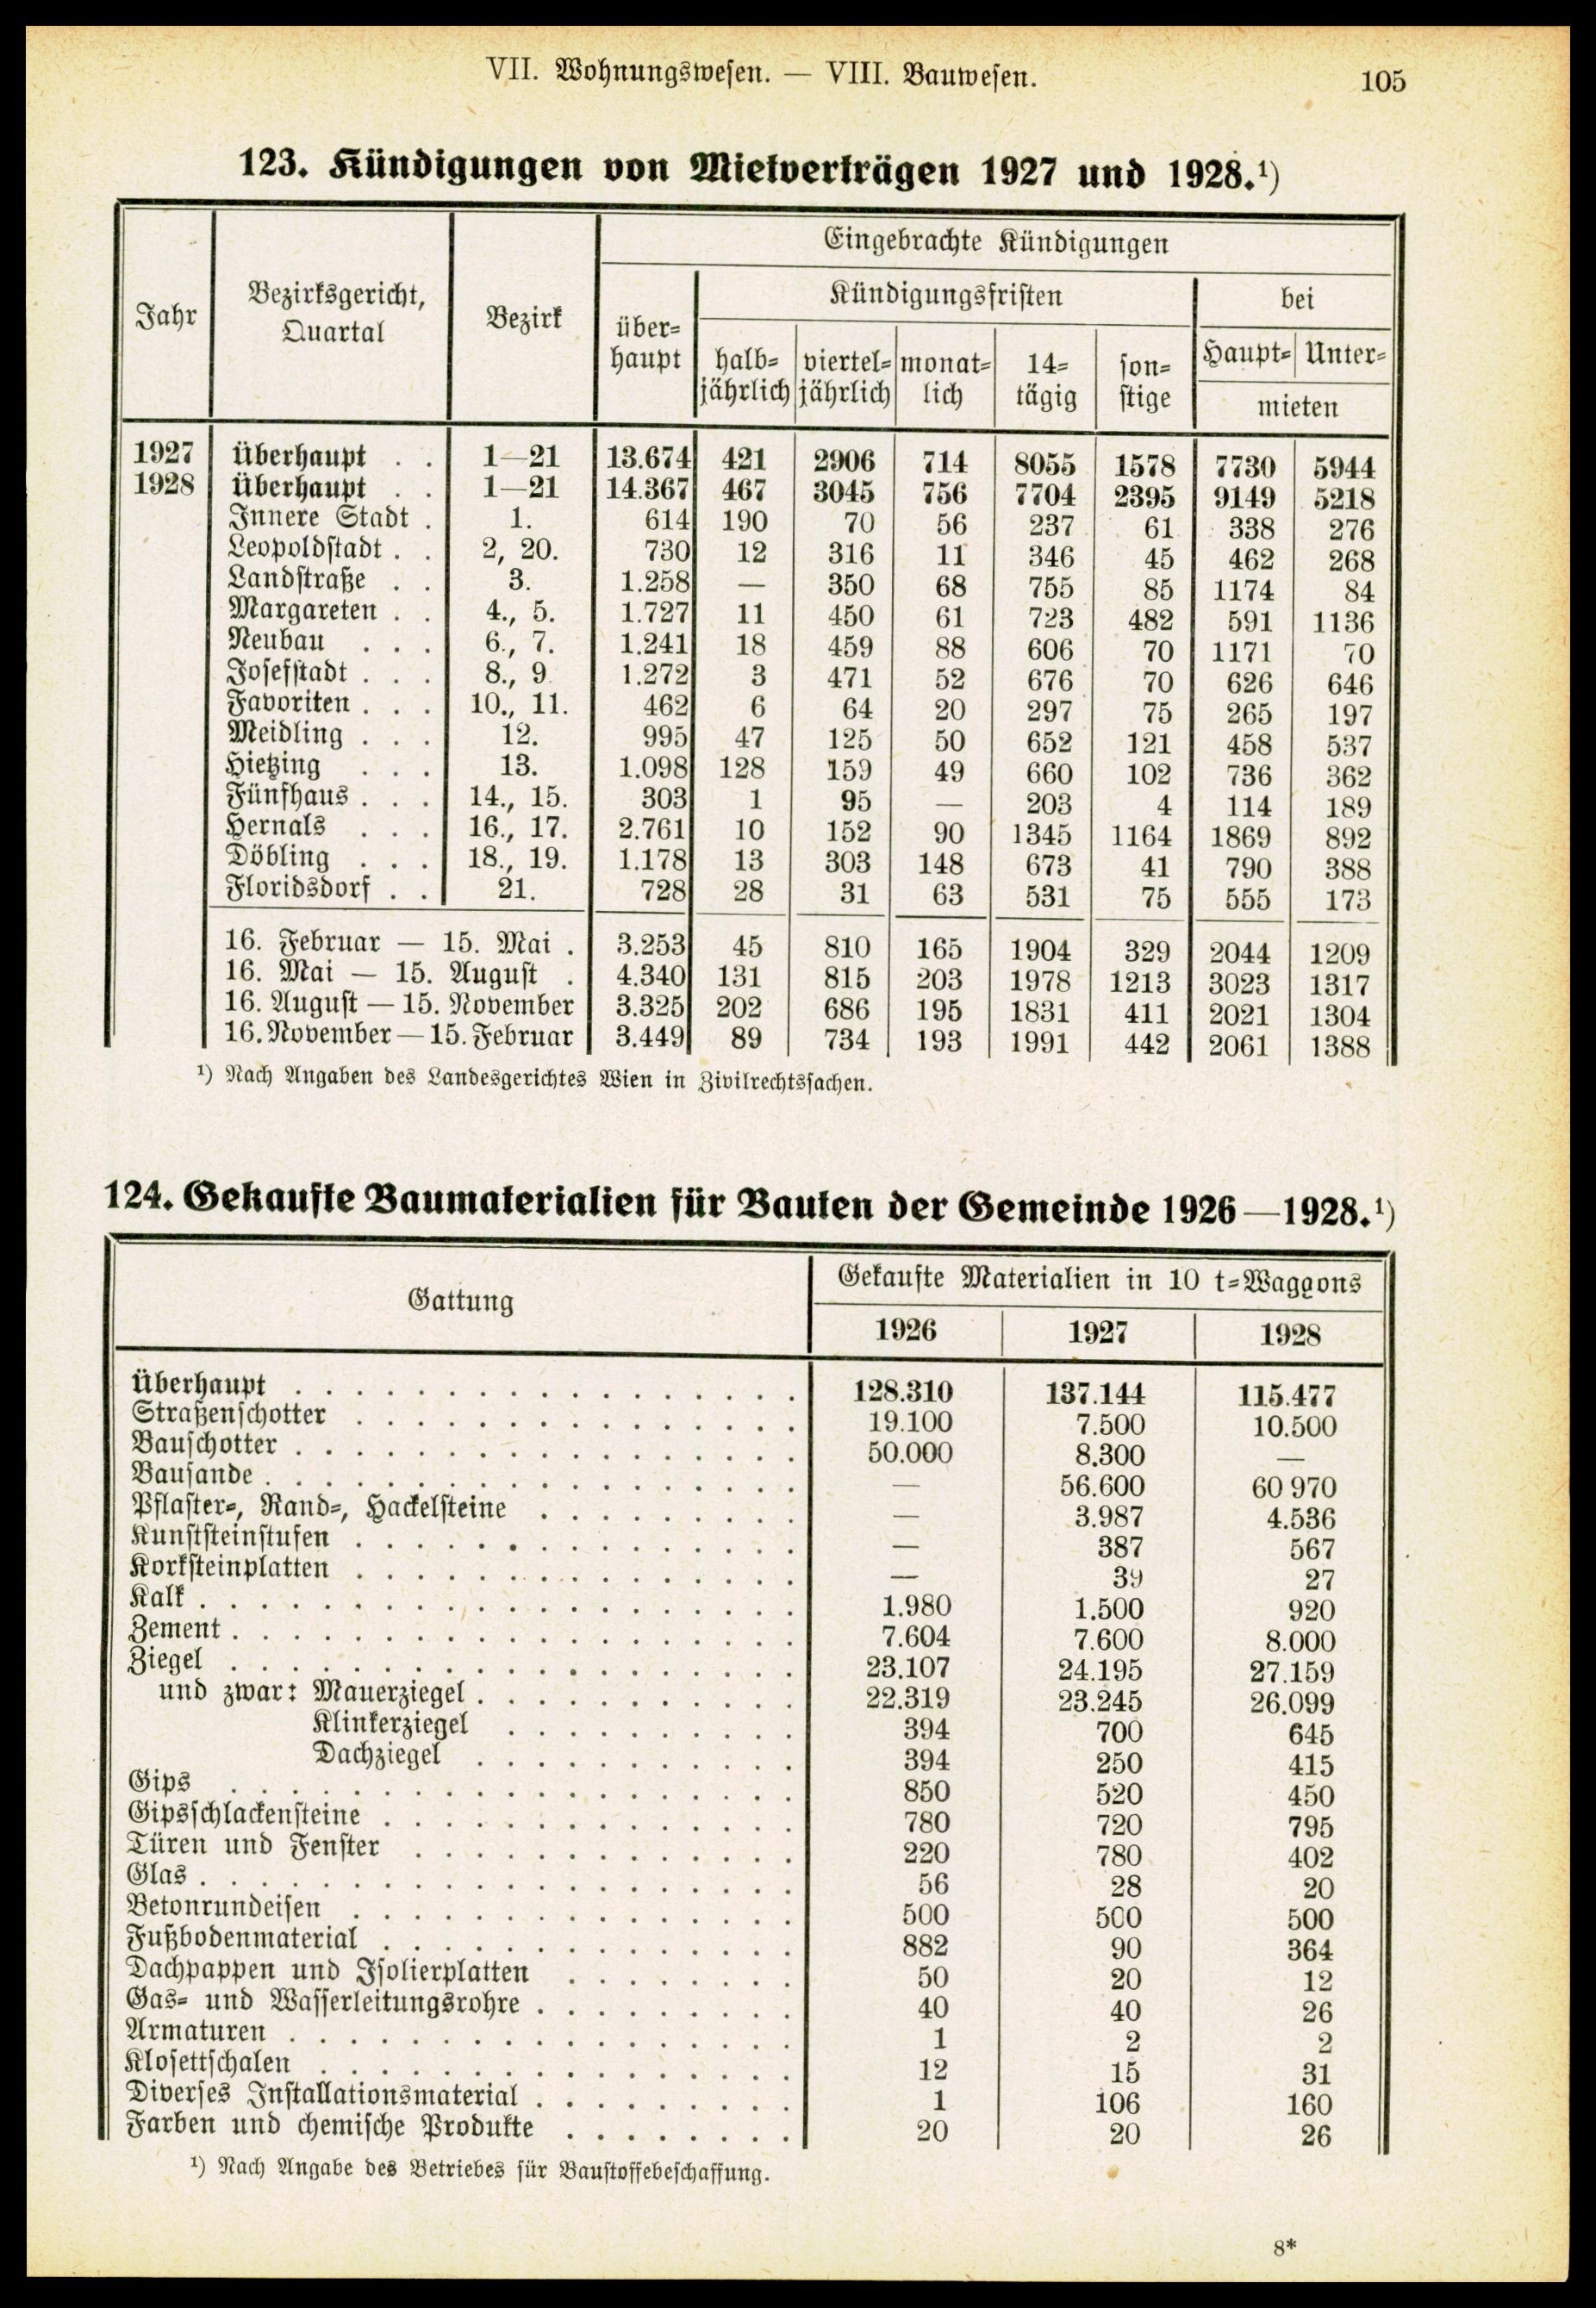 VII. Wohnungswesen. — VIII. Bauwesen. 105
123. Kündigungen von Mietverträgen 1927 und 1928.¹)
Jahr Bezirksgericht, Quartal Bezirk Eingebrachte Kündigungen
über-haupt Kündigungsfristen bei
halb-jährlich viertel-jährlich monat-lich 14-tägig son-stige Haupt- Unter-
mieten
1927 überhaupt . . 1—21 13.674 421 2906 714 8055 1578 7730 5944
1928 überhaupt . . 1—21 14.367 467 3045 756 7704 2395 9149 5218
Innere Stadt . 1. 614 190 70 56 237 61 338 276
Leopoldstadt . . 2, 20. 730 12 316 11 346 45 462 268
Landstraße . . 3. 1.258 — 350 68 755 85 1174 84
Margareten . . 4., 5. 1.727 11 450 61 723 482 591 1136
Neubau . . . 6., 7. 1.241 18 459 88 606 70 1171 70
Josefstadt . . . 8., 9 1.272 3 471 52 676 70 626 646
Favoriten . . . 10., 11. 462 6 64 20 297 75 265 197
Meidling . . . 12. 995 47 125 50 652 121 458 537
Hietzing . . . 13. 1.098 128 159 49 660 102 736 362
Fünfhaus . . . 14., 15. 303 1 95 — 203 4 114 189
Hernals . . . 16., 17. 2.761 10 152 90 1345 1164 1869 892
Döbling . . . 18., 19. 1.178 13 303 148 673 41 790 388
Floridsdorf . . 21. 728 28 31 63 531 75 555 173
16. Februar — 15. Mai . 3.253 45 810 165 1904 329 2044 1209
16. Mai — 15. August . 4.340 131 815 203 1978 1213 3023 1317
16. August — 15. November 3.325 202 686 195 1831 411 2021 1304
16. November — 15. Februar 3.449 89 734 193 1991 442 2061 1388
¹) Nach Angaben des Landesgerichtes Wien in Zivilrechtssachen.
124. Gekaufte Baumaterialien für Bauten der Gemeinde 1926—1928.¹)
Gattung Gekaufte Materialien in 10 t-Waggons
1926 1927 1928
überhaupt 128.310 137.144 115.477
Straßenschotter 19.100 7.500 10.500
Bauschotter 50.000 8.300 —
Bausande — 56.600 60 970
Pflaster-, Rand-, Hackelsteine — 3.987 4.536
Kunststeinstufen — 387 567
Korksteinplatten — 39 27
Kalk 1.980 1.500 920
Zement 7.604 7.600 8.000
Ziegel 23.107 24.195 27.159
und zwar: Mauerziegel 22.319 23.245 26.099
Klinkerziegel 394 700 645
Dachziegel 394 250 415
Gips 850 520 450
Gipsschlackensteine 780 720 795
Türen und Fenster 220 780 402
Glas 56 28 20
Betonrundeisen 500 500 500
Fußbodenmaterial 882 90 364
Dachpappen und Isolierplatten 50 20 12
Gas- und Wasserleitungsrohre 40 40 26
Armaturen 1 2 2
Klosettschalen 12 15 31
Diverses Installationsmaterial 1 106 160
Farben und chemische Produkte 20 20 26
¹) Nach Angabe des Betriebes für Baustoffebeschaffung.
8*